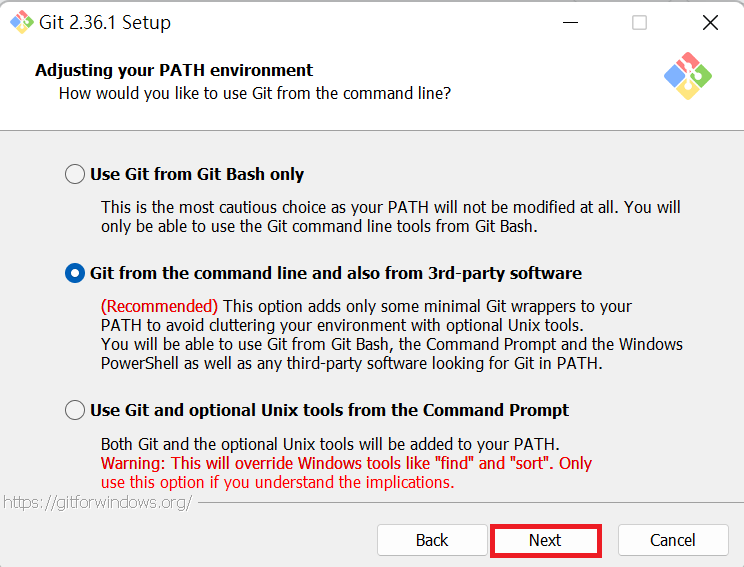 Git 2.36.1 Setup
Adjusting your PATH environment
How would you like to use Git from the command line?
Use Git from Git Bash only
This is the most cautious choice as your PATH will not be modified at all. You will
only be able to use the Git command line tools from Git Bash.
Git from the command line and also from 3rd-party software
(Recommended) This option adds only some minimal Git wrappers to your
PATH to avoid cluttering your environment with optional Unix tools.
You will be able to use Git from Git Bash, the Command Prompt and the Windows
PowerShell as well as any third-party software looking for Git in PATH.
Use Git and optional Unix tools from the Command Prompt
Both Git and the optional Unix tools will be added to your PATH.
Warning: This will override Windows tools like "find" and "sort". Only
use this option if you understand the implications.
https://gitforwindows.org/
Back
Next
Cancel